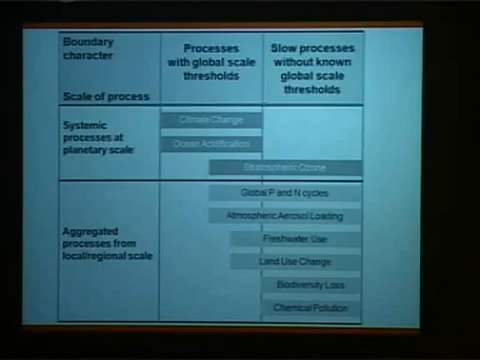 Boundary
character
Processes
with global scale
thresholds
Slow processes
without known
global scale
thresholds
Scale of process
Systemic
processes at
planetary scale
Climate Change
Ocean Acidification
Stratospheric Ozone
Aggregated
processes from
local/regional scale
Global P and N cycles
Atmospheric Aerosol Loading
Freshwater Use
Land Use Change
Biodiversity Loss
Chemical Pollution